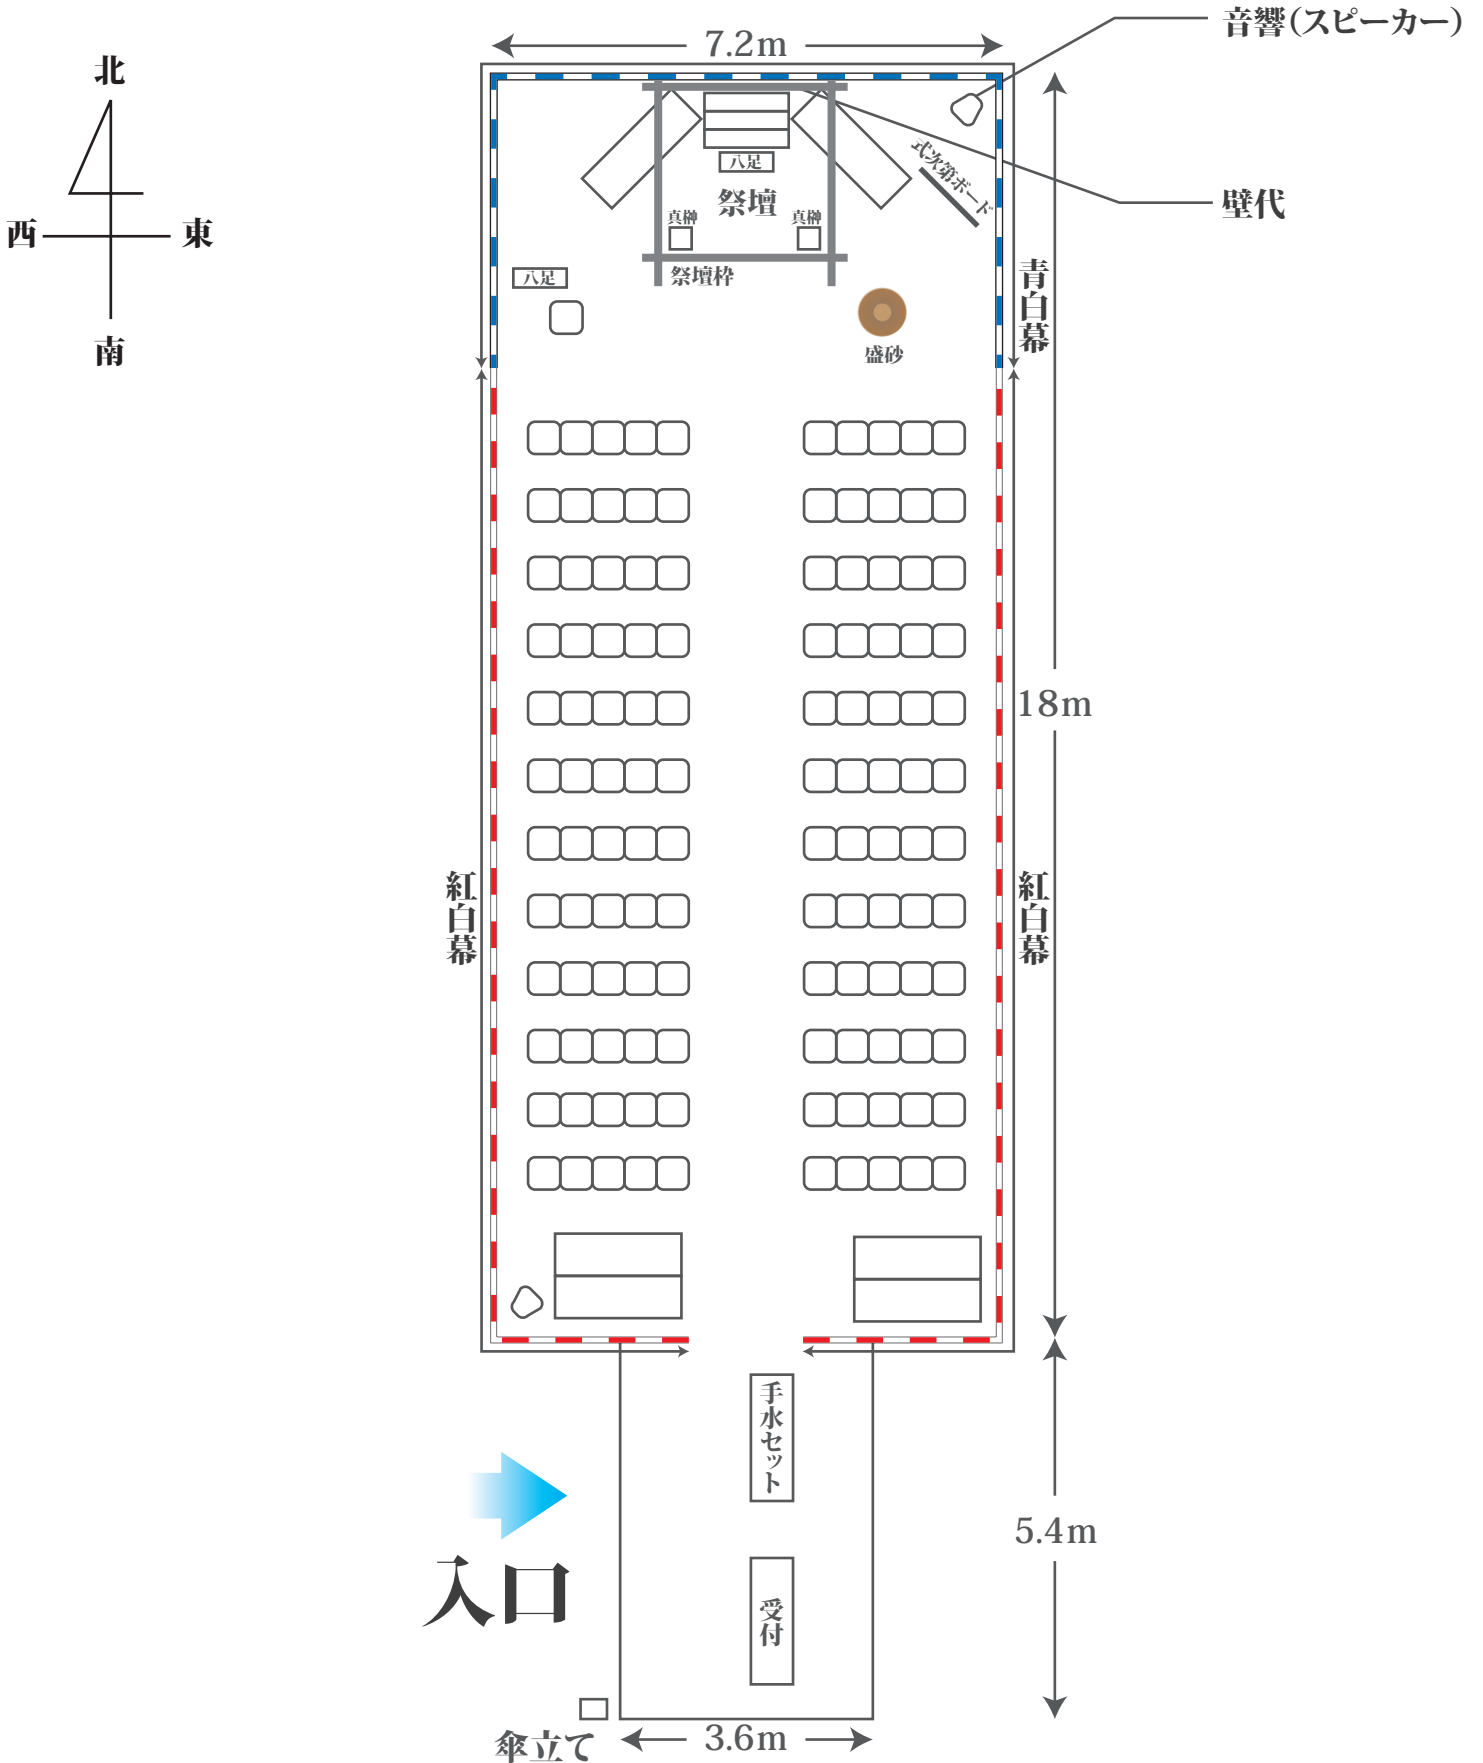 音響(スピーカー)
7.2m
北
西
東
南
八足
祭壇
真榊
真榊
式次第ボード
壁代
祭壇枠
八足
青白幕
盛砂
18m
紅白幕
紅白幕
手水セット
入口
5.4m
受付
傘立て
3.6m